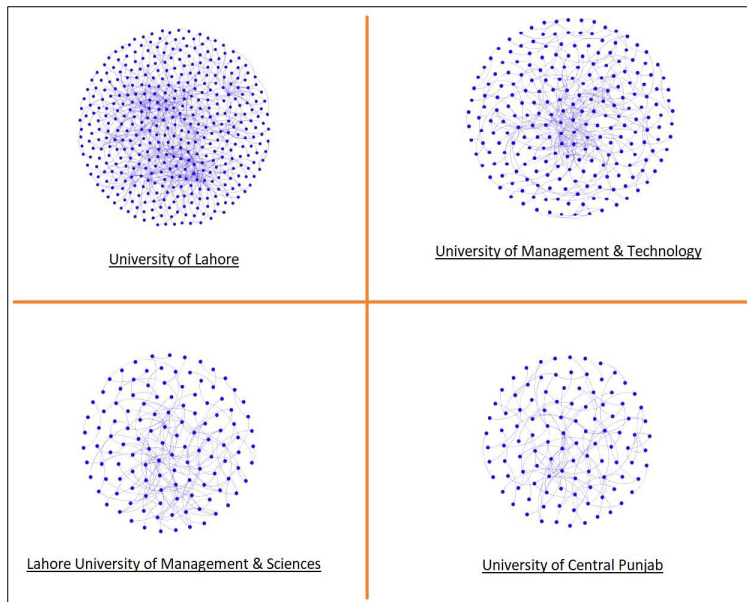 University of Lahore
University of Management & Technology
Lahore University of Management & Sciences
University of Central Punjab